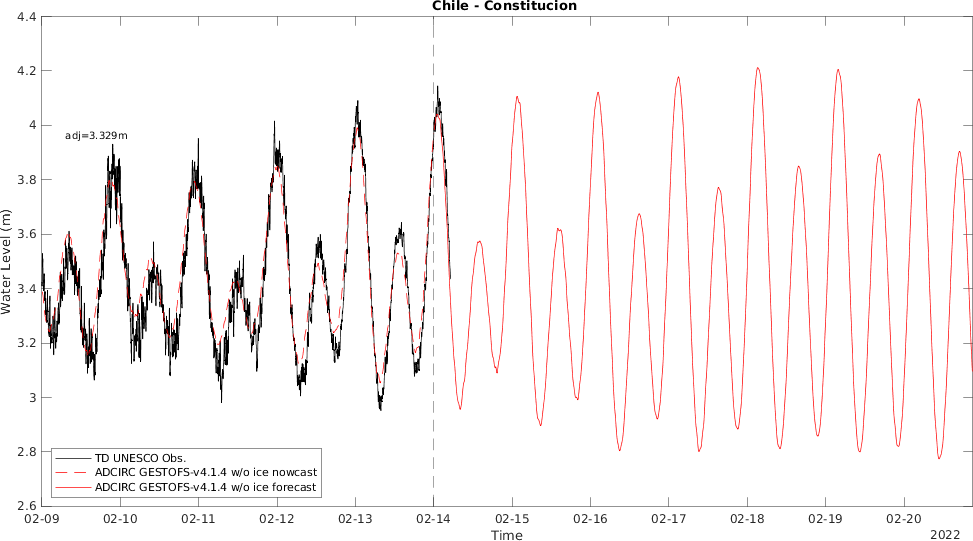 Chile - Constitucion
4.4
4.2
4
3.8
3.6
3.4
3.2
3
2.8
2.6
Water Level (m)
adj=3.329m
TD UNESCO Obs.
ADCIRC GESTOFS-v4.1.4 w/o ice nowcast
ADCIRC GESTOFS-v4.1.4 w/o ice forecast
02-09 02-10 02-11 02-12 02-13 02-14 02-15 02-16 02-17 02-18 02-19 02-20
Time
2022